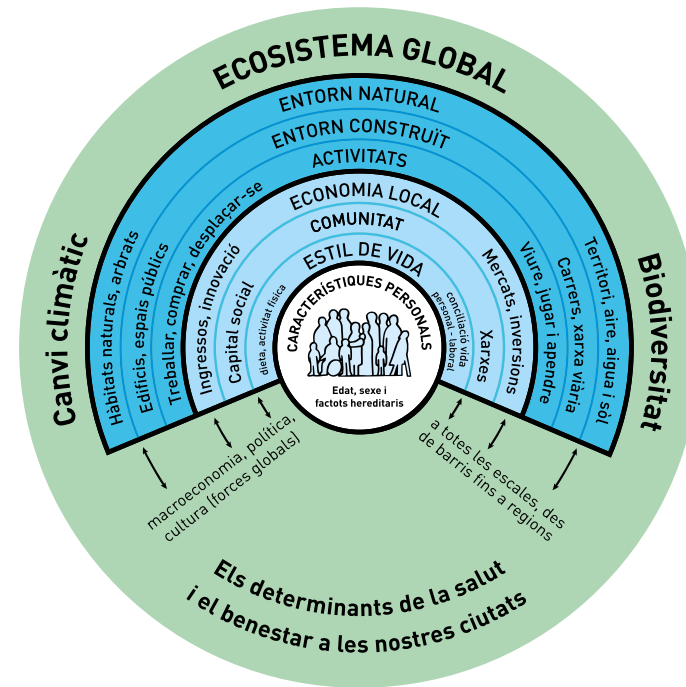 ECOSISTEMA GLOBAL
Canvi climàtic
Biodiversitat
ENTORN NATURAL
Hàbitats naturals, arbrats
Territori, aire, aigua i sòl
ENTORN CONSTRUÏT
Edificis, espais públics
Carrers, xarxa viària
ACTIVITATS
Treballar, comprar, desplaçar-se
Viure, jugar i apendre
ECONOMIA LOCAL
Ingressos, innovació
Mercats, inversions
COMUNITAT
Capital social
Xarxes
ESTIL DE VIDA
dieta, activitat física
conciliació vida
personal - laboral
CARACTERÍSTIQUES PERSONALS
Edat, sexe i
factots hereditaris
macroeconomia, política,
cultura (forces globals)
a totes les escales, des
de barris fins a regions
Els determinants de la salut
i el benestar a les nostres ciutats